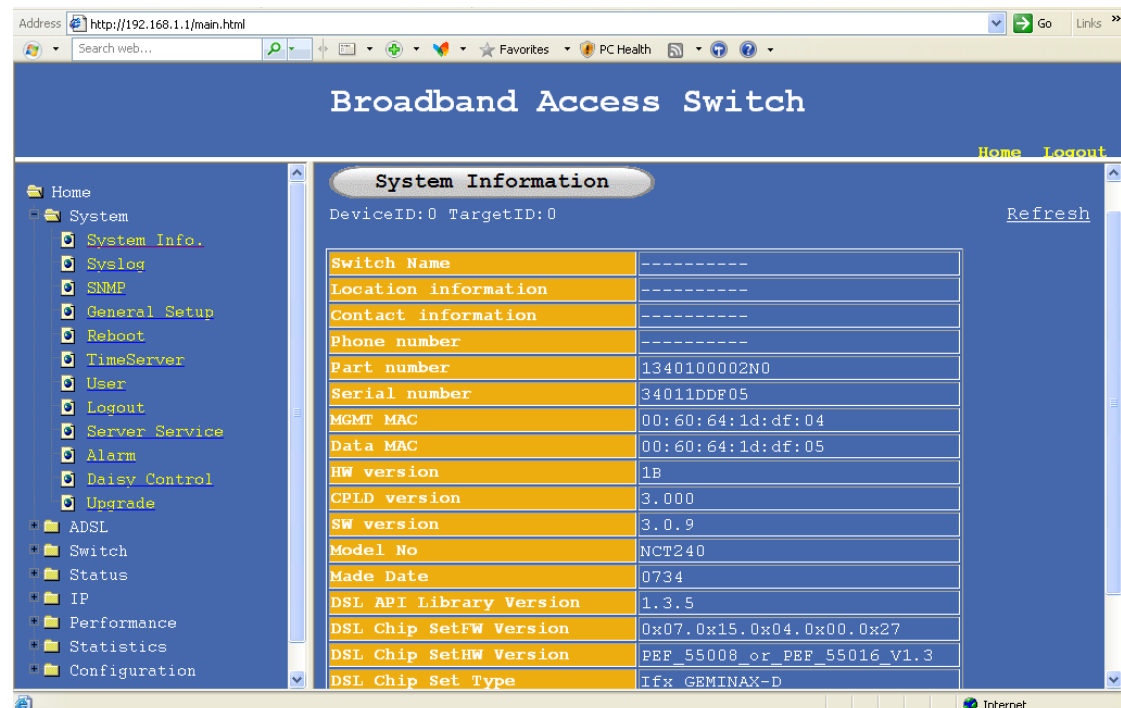 Address http://192.168.1.1/main.html Go Links »
Search web... Favorites PC Health
Broadband Access Switch
Home Logout
Home
System
System Info.
Syslog
SNMP
General Setup
Reboot
TimeServer
User
Logout
Server Service
Alarm
Daisy Control
Upgrade
ADSL
Switch
Status
IP
Performance
Statistics
Configuration
System Information
DeviceID:0 TargetID:0 Refresh
Switch Name ----------
Location information ----------
Contact information ----------
Phone number ----------
Part number 1340100002N0
Serial number 34011DDF05
MGMT MAC 00:60:64:1d:df:04
Data MAC 00:60:64:1d:df:05
HW version 1B
CPLD version 3.000
SW version 3.0.9
Model No NCT240
Made Date 0734
DSL API Library Version 1.3.5
DSL Chip SetFW Version 0x07.0x15.0x04.0x00.0x27
DSL Chip SetHW Version PEF_55008_or_PEF_55016_V1.3
DSL Chip Set Type Ifx GEMINAX-D
Internet